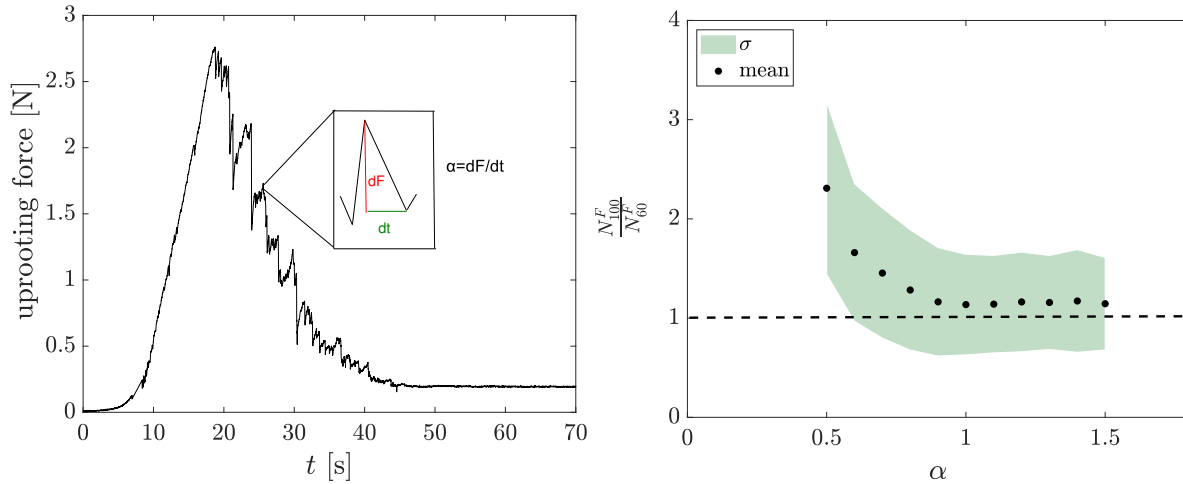 uprooting force [N]
3
2.5
2
1.5
1
0.5
0
0 10 20 30 40 50 60 70
t [s]
dF
dt
α=dF/dt
σ
mean
N^F_100 / N^F_60
4
3
2
1
0
0 0.5 1 1.5
α